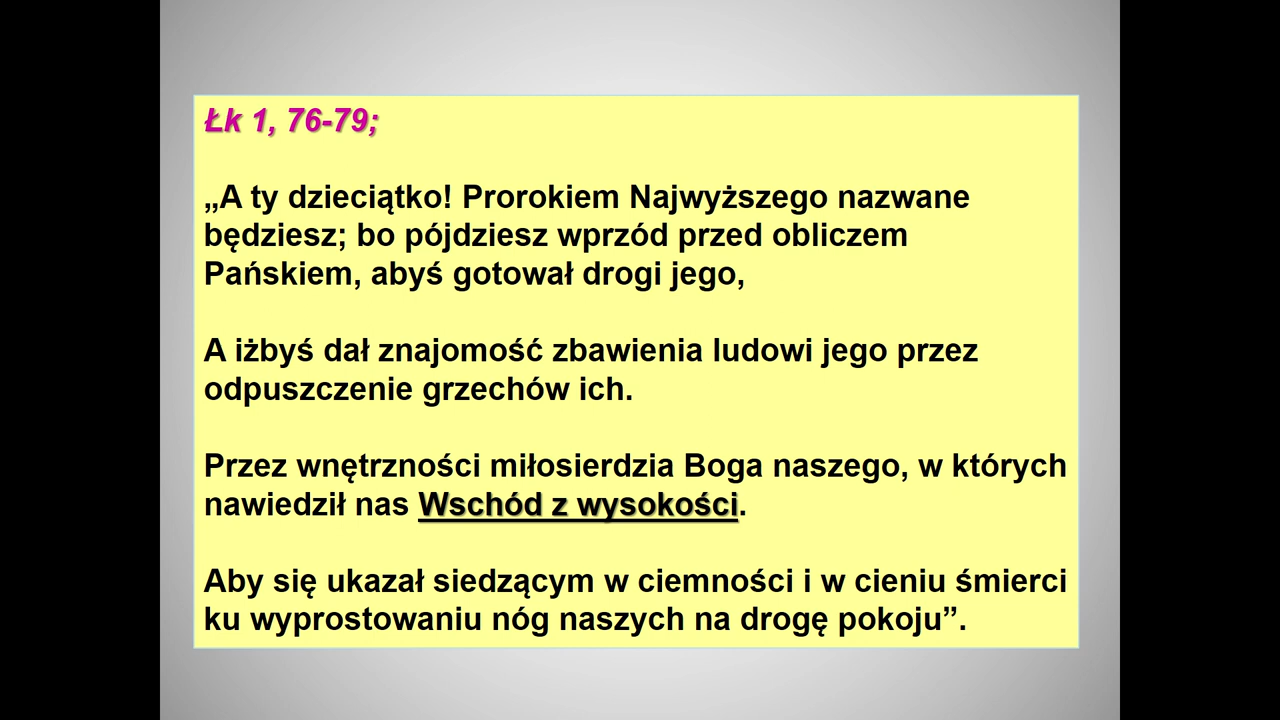 Łk 1, 76-79;
„A ty dzieciątko! Prorokiem Najwyższego nazwane
będziesz; bo pójdziesz wprzód przed obliczem
Pańskiem, abyś gotował drogi jego,
A iżbyś dał znajomość zbawienia ludowi jego przez
odpuszczenie grzechów ich.
Przez wnętrzności miłosierdzia Boga naszego, w których
nawiedził nas Wschód z wysokości.
Aby się ukazał siedzącym w ciemności i w cieniu śmierci
ku wyprostowaniu nóg naszych na drogę pokoju”.